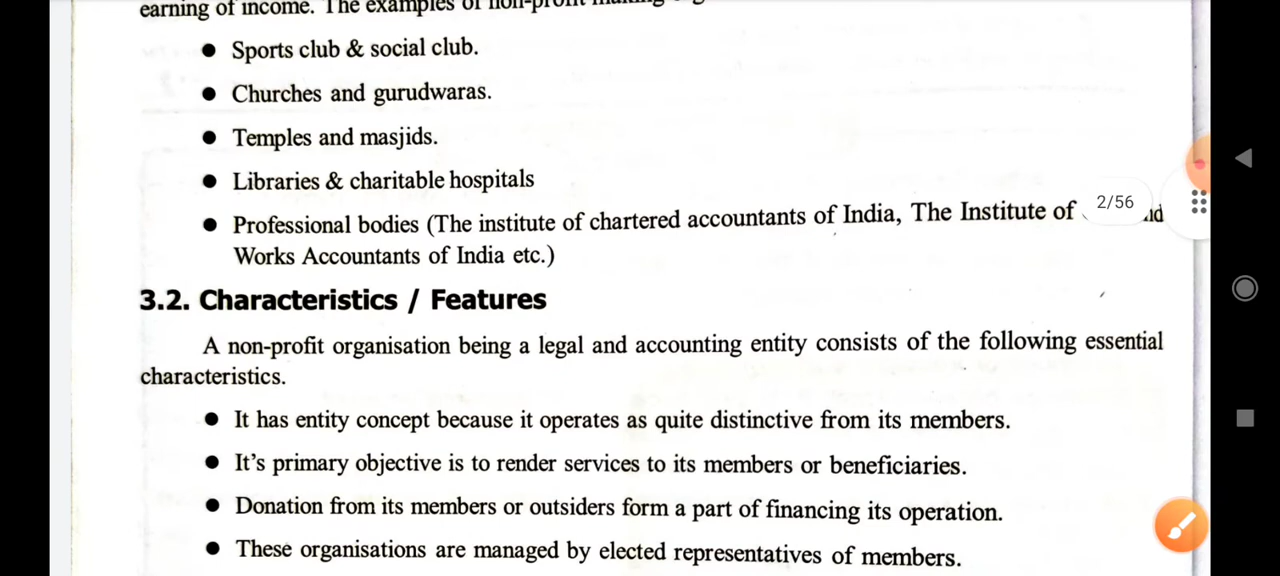 earning of income. The examples of non-profit making
● Sports club & social club.
● Churches and gurudwaras.
● Temples and masjids.
● Libraries & charitable hospitals
● Professional bodies (The institute of chartered accountants of India, The Institute of
2/56
Works Accountants of India etc.)
3.2. Characteristics / Features
A non-profit organisation being a legal and accounting entity consists of the following essential
characteristics.
● It has entity concept because it operates as quite distinctive from its members.
● It's primary objective is to render services to its members or beneficiaries.
● Donation from its members or outsiders form a part of financing its operation.
● These organisations are managed by elected representatives of members.